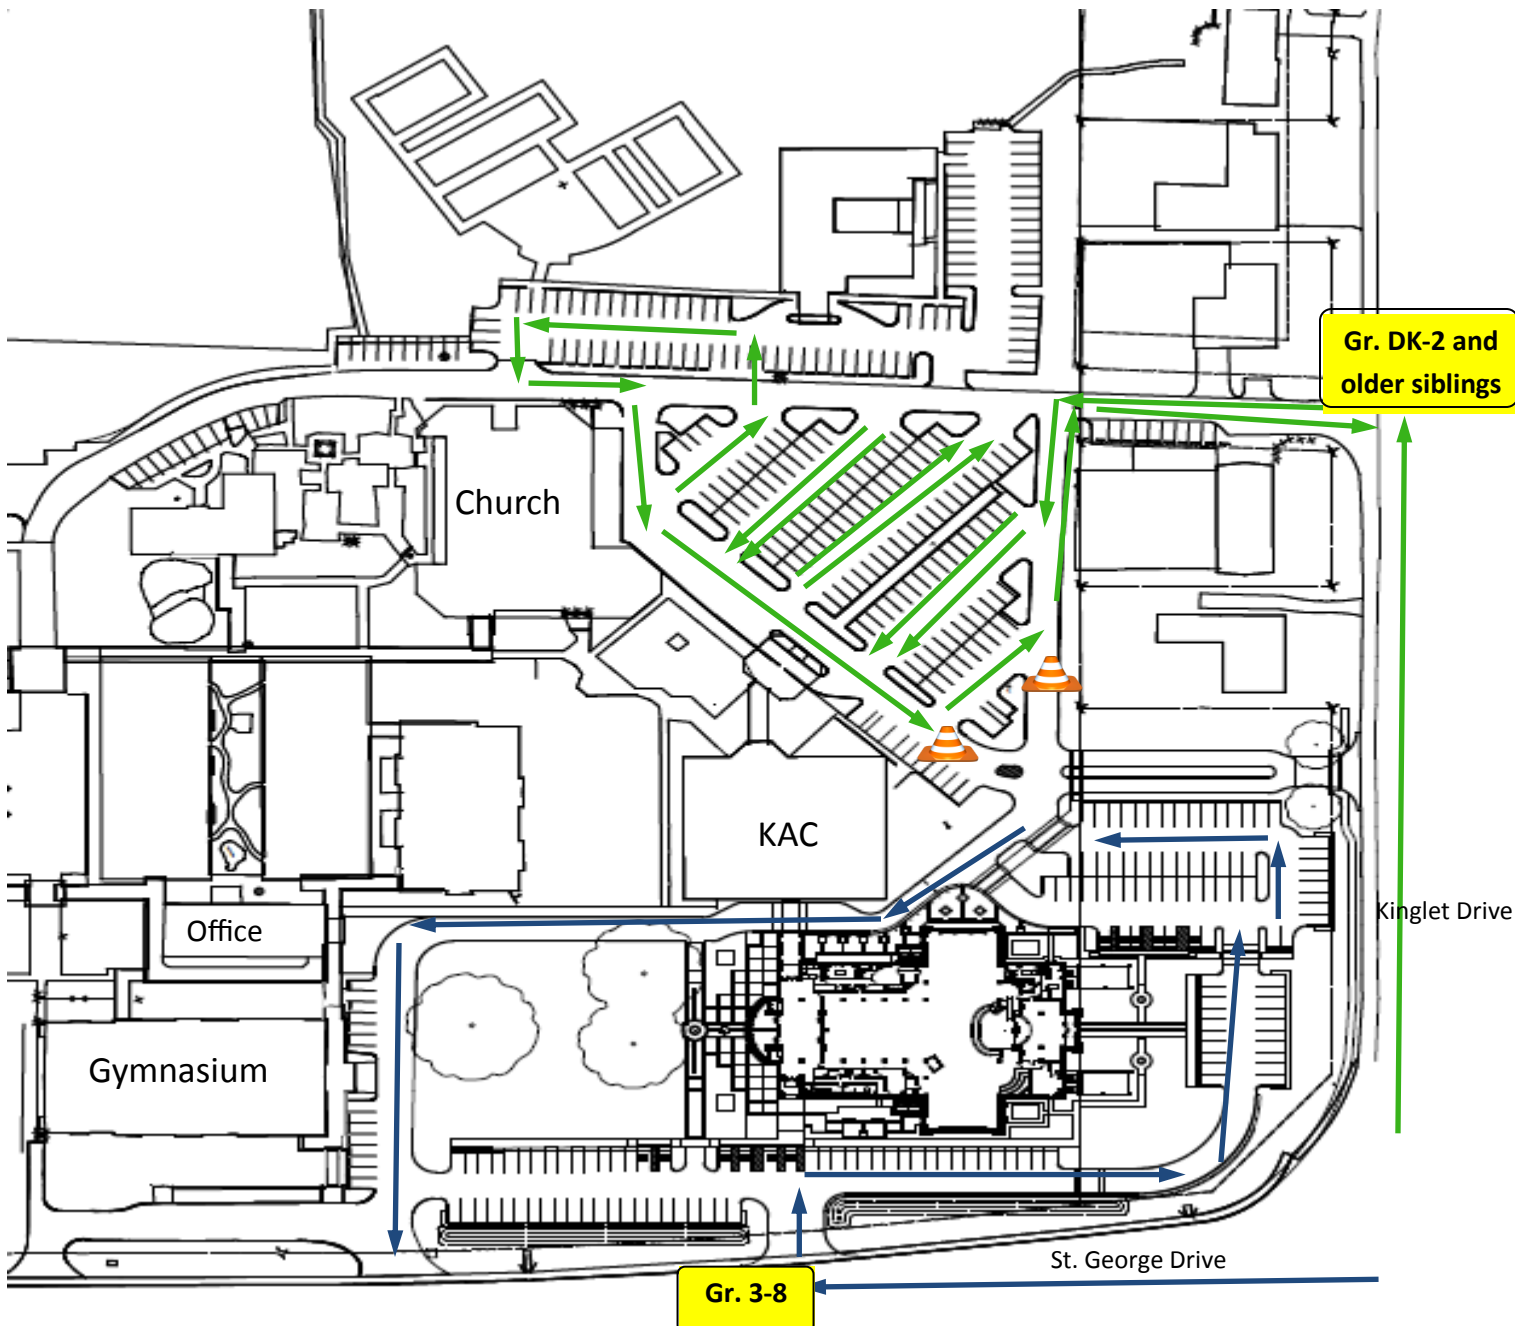 Gr. DK-2 and
older siblings
Church
KAC
Office
Kinglet Drive
Gymnasium
St. George Drive
Gr. 3-8